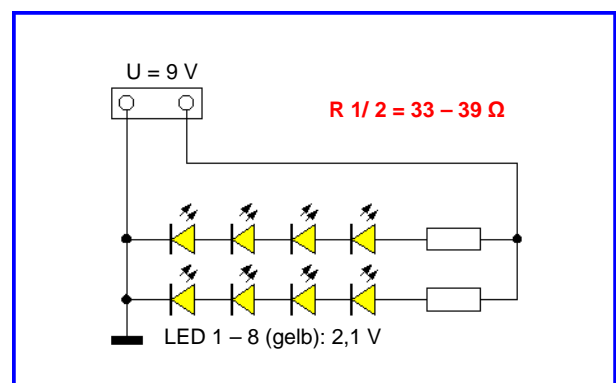 U = 9 V
R 1/ 2 = 33 – 39 Ω
LED 1 – 8 (gelb): 2,1 V